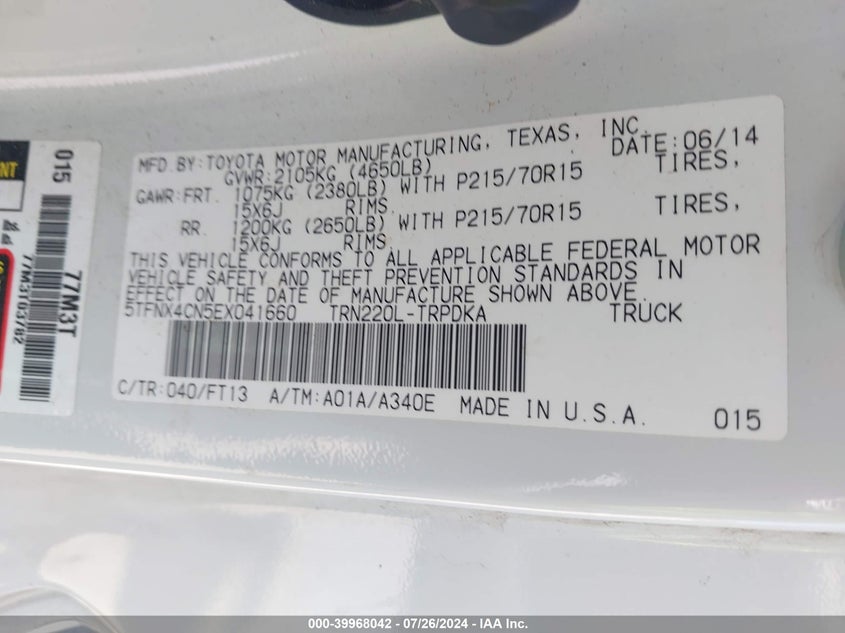 MFD BY:TOYOTA MOTOR MANUFACTURING, TEXAS, INC. DATE:06/14
GVWR:2105KG (4650LB)
GAWR:FRT. 1075KG (2380LB) WITH P215/70R15 TIRES,
15X6J RIMS
RR. 1200KG (2650LB) WITH P215/70R15 TIRES,
15X6J RIMS
THIS VEHICLE CONFORMS TO ALL APPLICABLE FEDERAL MOTOR
VEHICLE SAFETY AND THEFT PREVENTION STANDARDS IN
EFFECT ON THE DATE OF MANUFACTURE SHOWN ABOVE.
5TFNX4CN5EX041660 TRN220L-TRPDKA TRUCK
C/TR:040/FT13 A/TM:A01A/A340E MADE IN U.S.A. 015
015
77M3T
77M3T03782
000-39968042 / 07/26/2024 - IAA Inc.